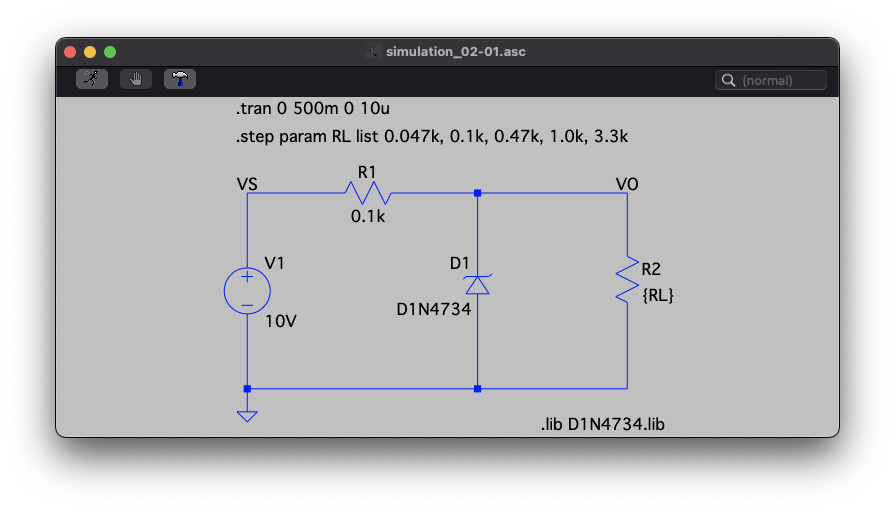 simulation_02-01.asc
(normal)
.tran 0 500m 0 10u
.step param RL list 0.047k, 0.1k, 0.47k, 1.0k, 3.3k
R1
VS
VO
0.1k
V1
D1
R2
{RL}
D1N4734
10V
.lib D1N4734.lib